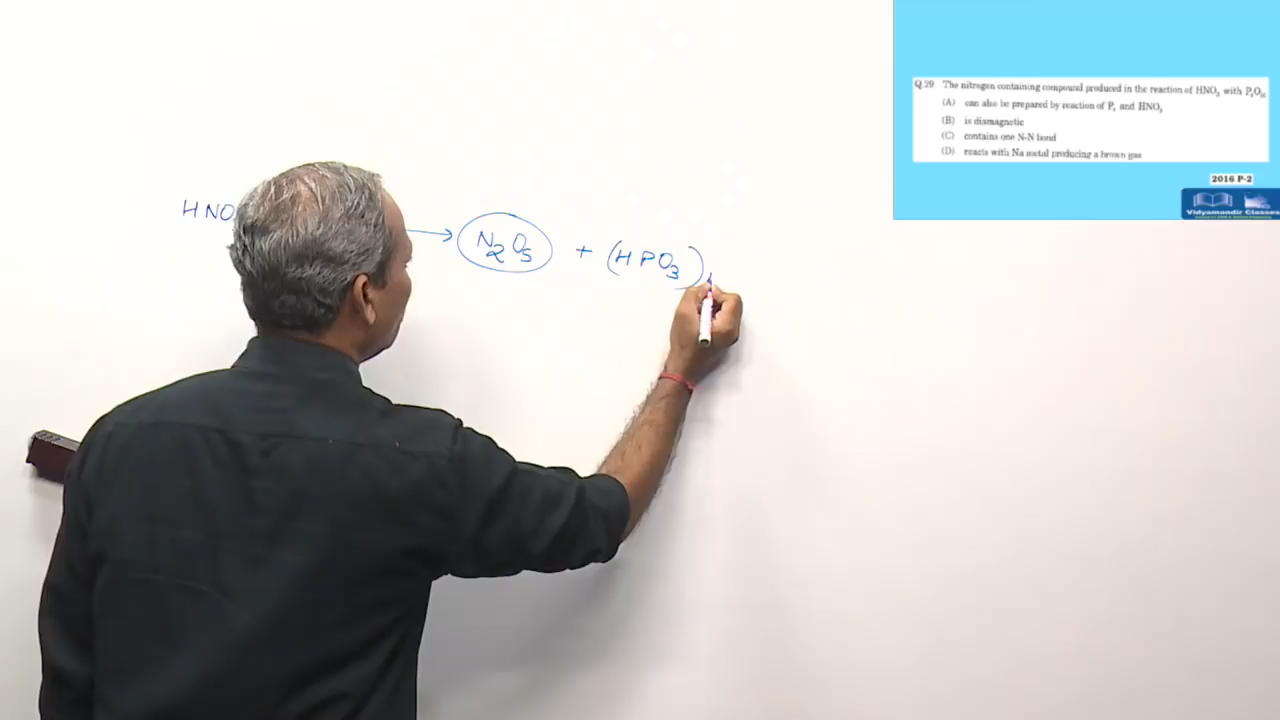 HNO → N2O5 + (HPO3)
Q.29 The nitrogen containing compound produced in the reaction of HNO3 with P4O10
(A) can also be prepared by reaction of P4 and HNO3
(B) is diamagnetic
(C) contains one N-N bond
(D) reacts with Na metal producing a brown gas
2016 P-2
Vidyamandir Classes